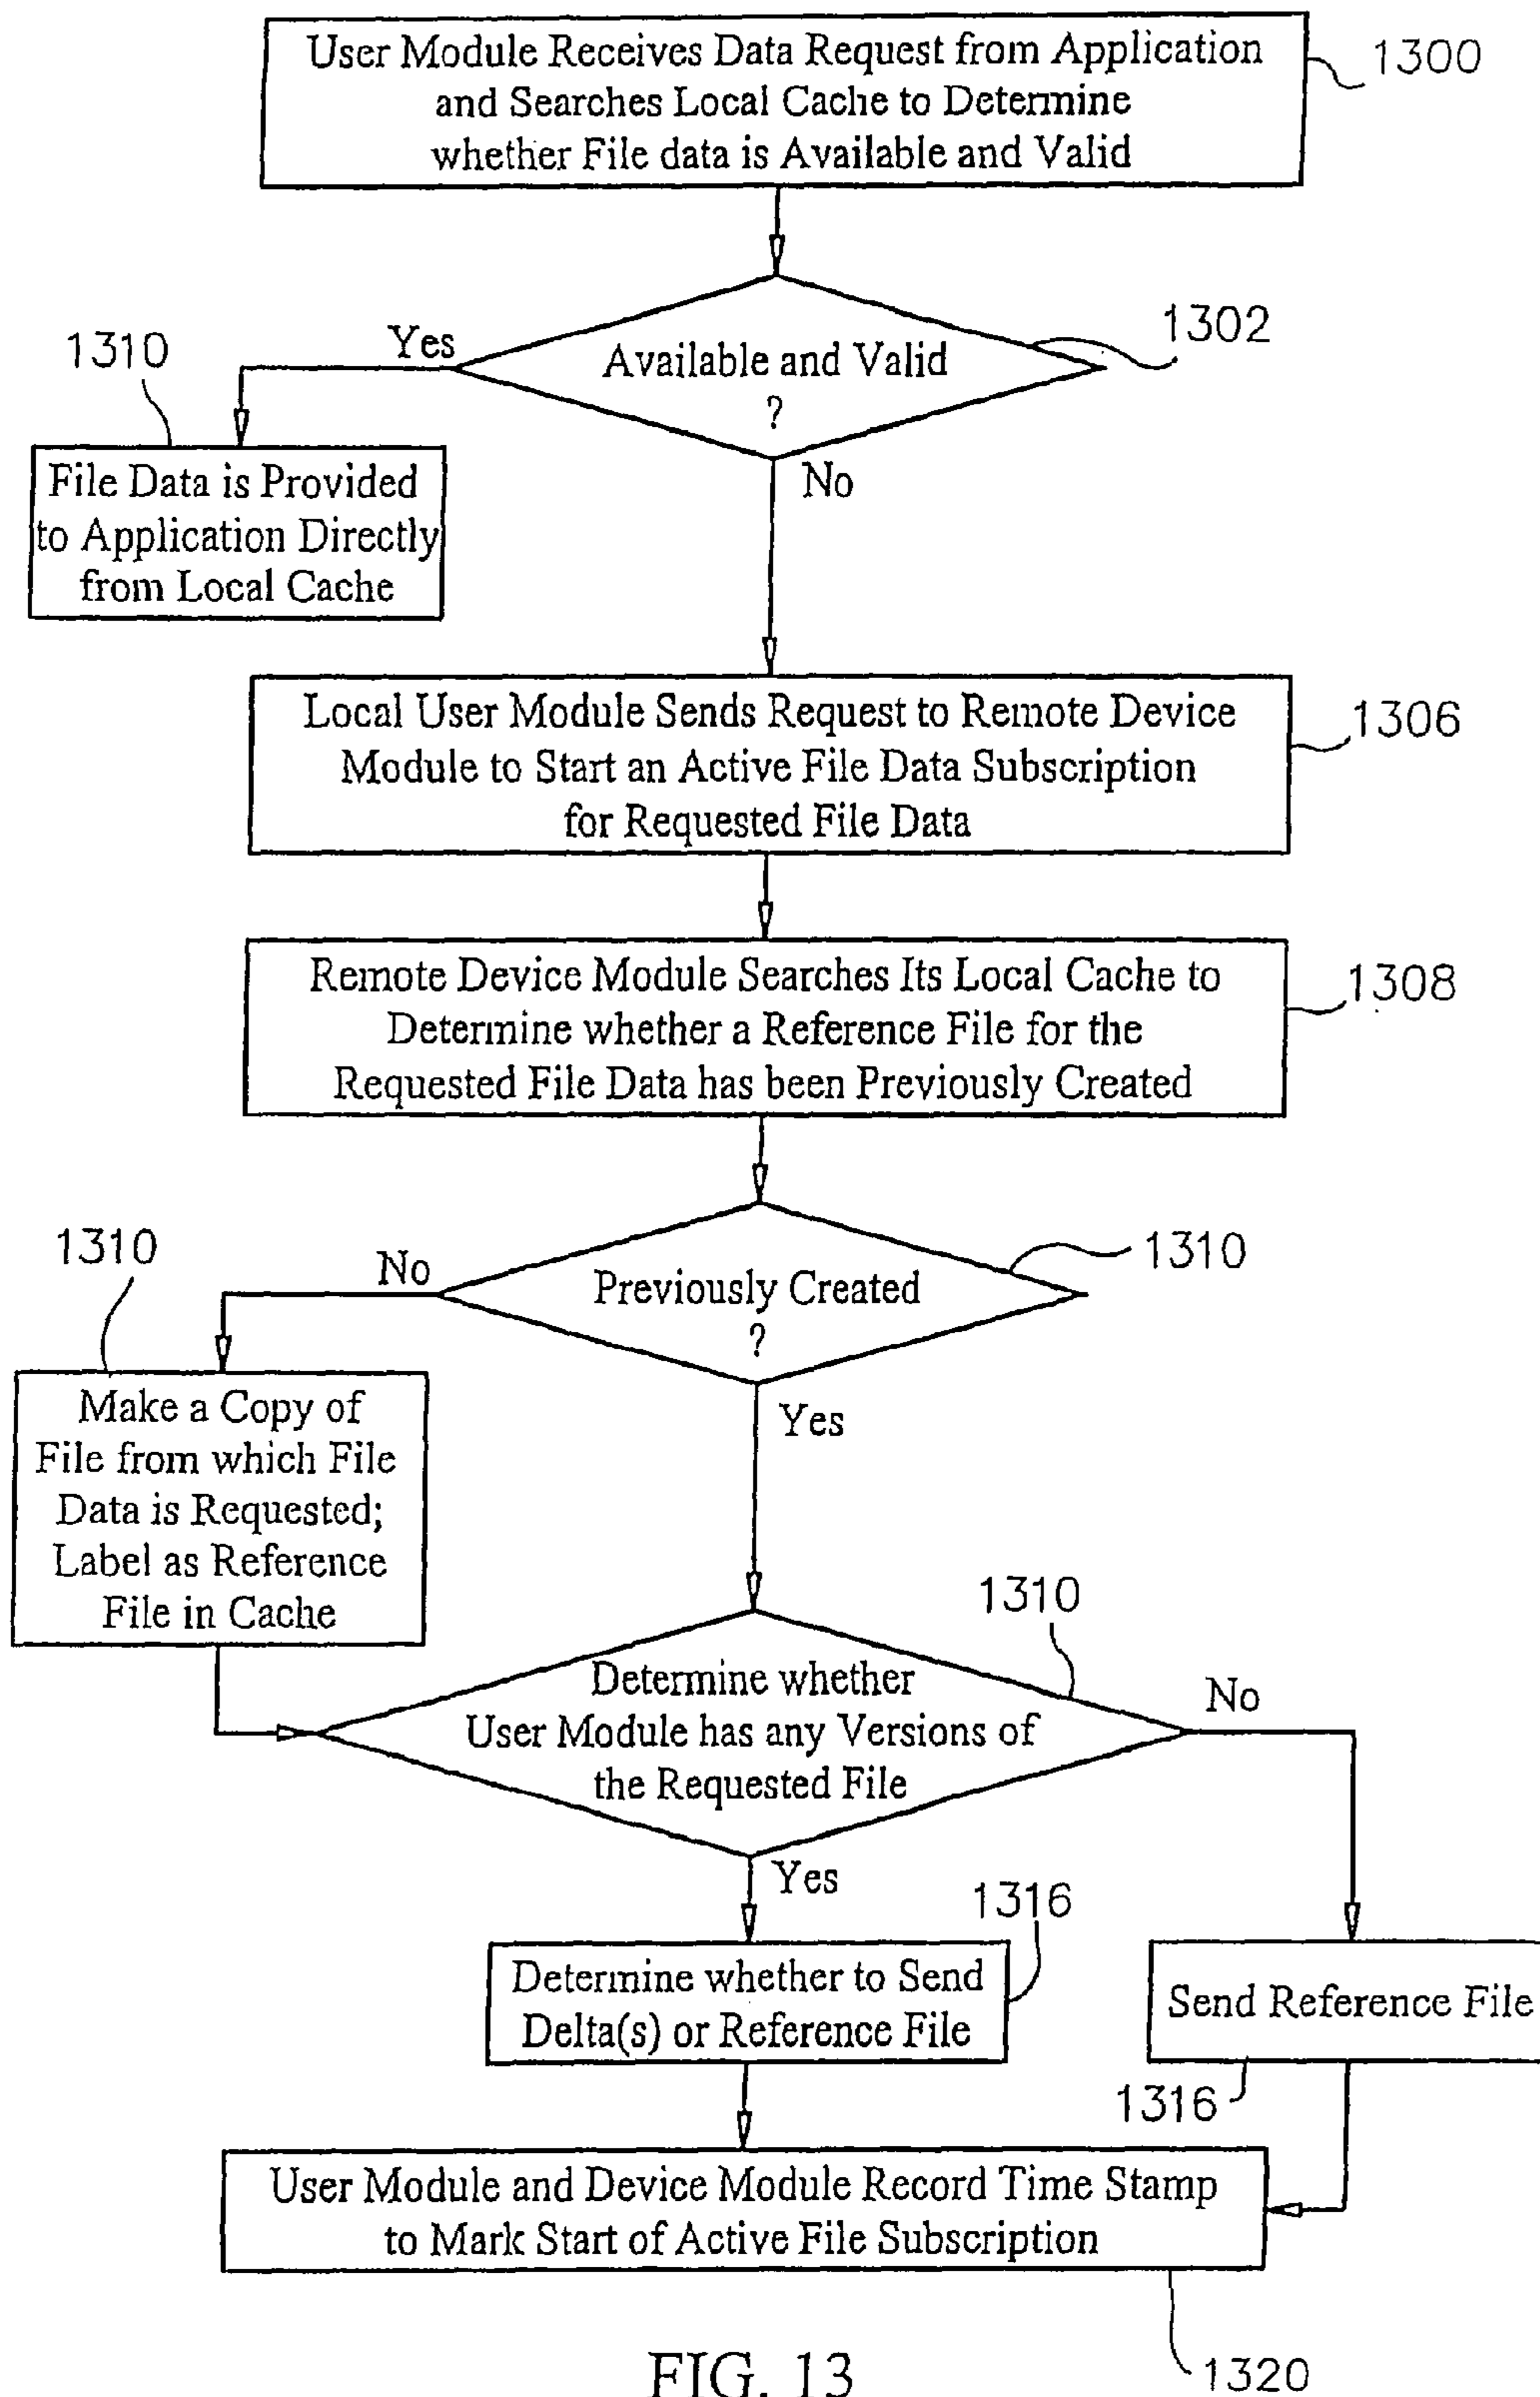 User Module Receives Data Request from Application
and Searches Local Cache to Determine
whether File data is Available and Valid
1300
1302
Available and Valid
?
Yes
1310
File Data is Provided
to Application Directly
from Local Cache
No
Local User Module Sends Request to Remote Device
Module to Start an Active File Data Subscription
for Requested File Data
1306
Remote Device Module Searches Its Local Cache to
Determine whether a Reference File for the
Requested File Data has been Previously Created
1308
Previously Created
?
1310
No
1310
Make a Copy of
File from which File
Data is Requested;
Label as Reference
File in Cache
Yes
1310
Determine whether
User Module has any Versions of
the Requested File
No
Yes
1316
Determine whether to Send
Delta(s) or Reference File
Send Reference File
1316
User Module and Device Module Record Time Stamp
to Mark Start of Active File Subscription
1320
FIG. 13